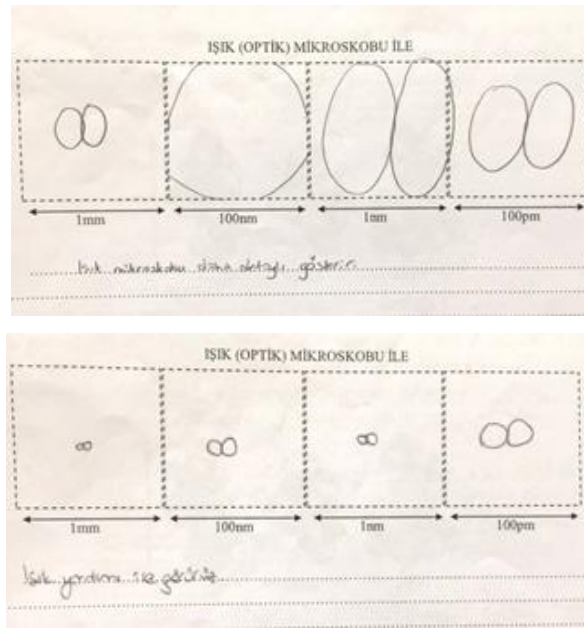 IŞIK (OPTİK) MİKROSKOBU İLE
1mm 100nm 1nm 100pm
Işık mikroskobu daha detaylı gösterir.
IŞIK (OPTİK) MİKROSKOBU İLE
1mm 100nm 1nm 100pm
Işık yardımı ile görürüz